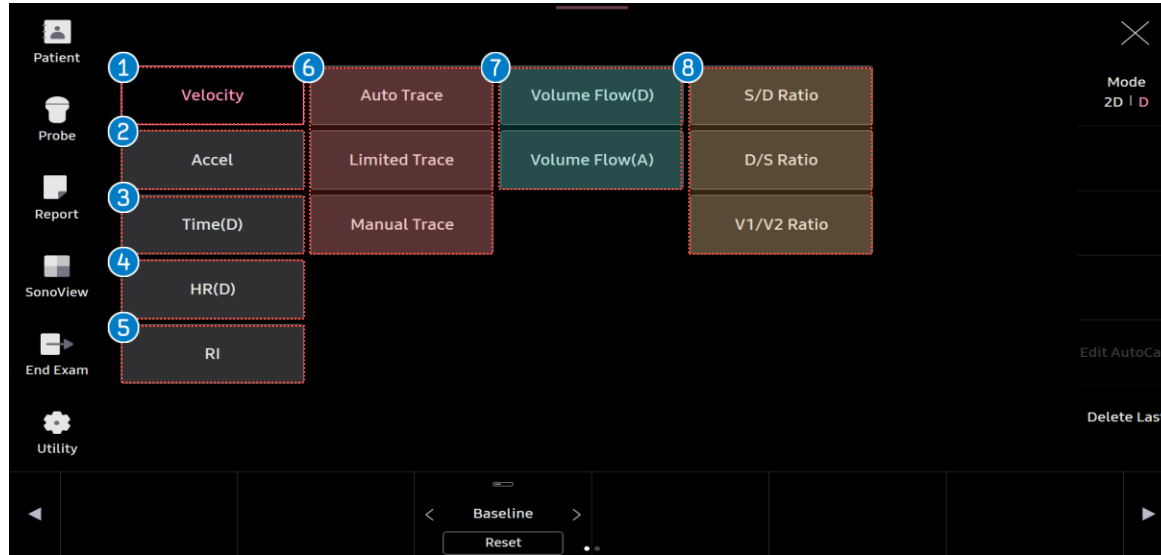 Patient
Probe
Report
SonoView
End Exam
Utility
1
Velocity
2
Accel
3
Time(D)
4
HR(D)
5
RI
6
Auto Trace
Limited Trace
Manual Trace
7
Volume Flow(D)
Volume Flow(A)
8
S/D Ratio
D/S Ratio
V1/V2 Ratio
Mode
2D | D
Edit AutoCa
Delete Las
◀
< Baseline >
Reset
▶